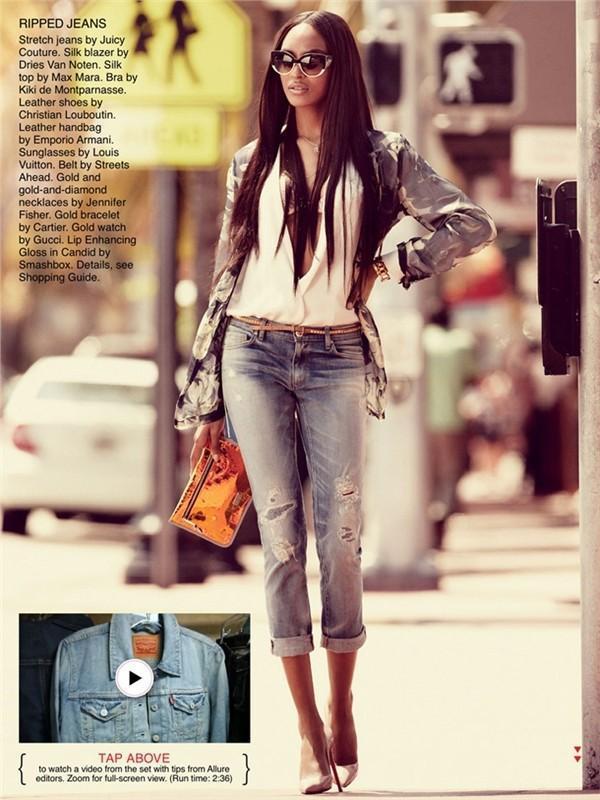 RIPPED JEANS
Stretch jeans by Juicy
Couture. Silk blazer by
Dries Van Noten. Silk
top by Max Mara. Bra by
Kiki de Montparnasse.
Leather shoes by
Christian Louboutin.
Leather handbag
by Emporio Armani.
Sunglasses by Louis
Vuitton. Belt by Streets
Ahead. Gold and
gold-and-diamond
necklaces by Jennifer
Fisher. Gold bracelet
by Cartier. Gold watch
by Gucci. Lip Enhancing
Gloss in Candid by
Smashbox. Details, see
Shopping Guide.
TAP ABOVE
to watch a video from the set with tips from Allure
editors. Zoom for full-screen view. (Run time: 2:36)